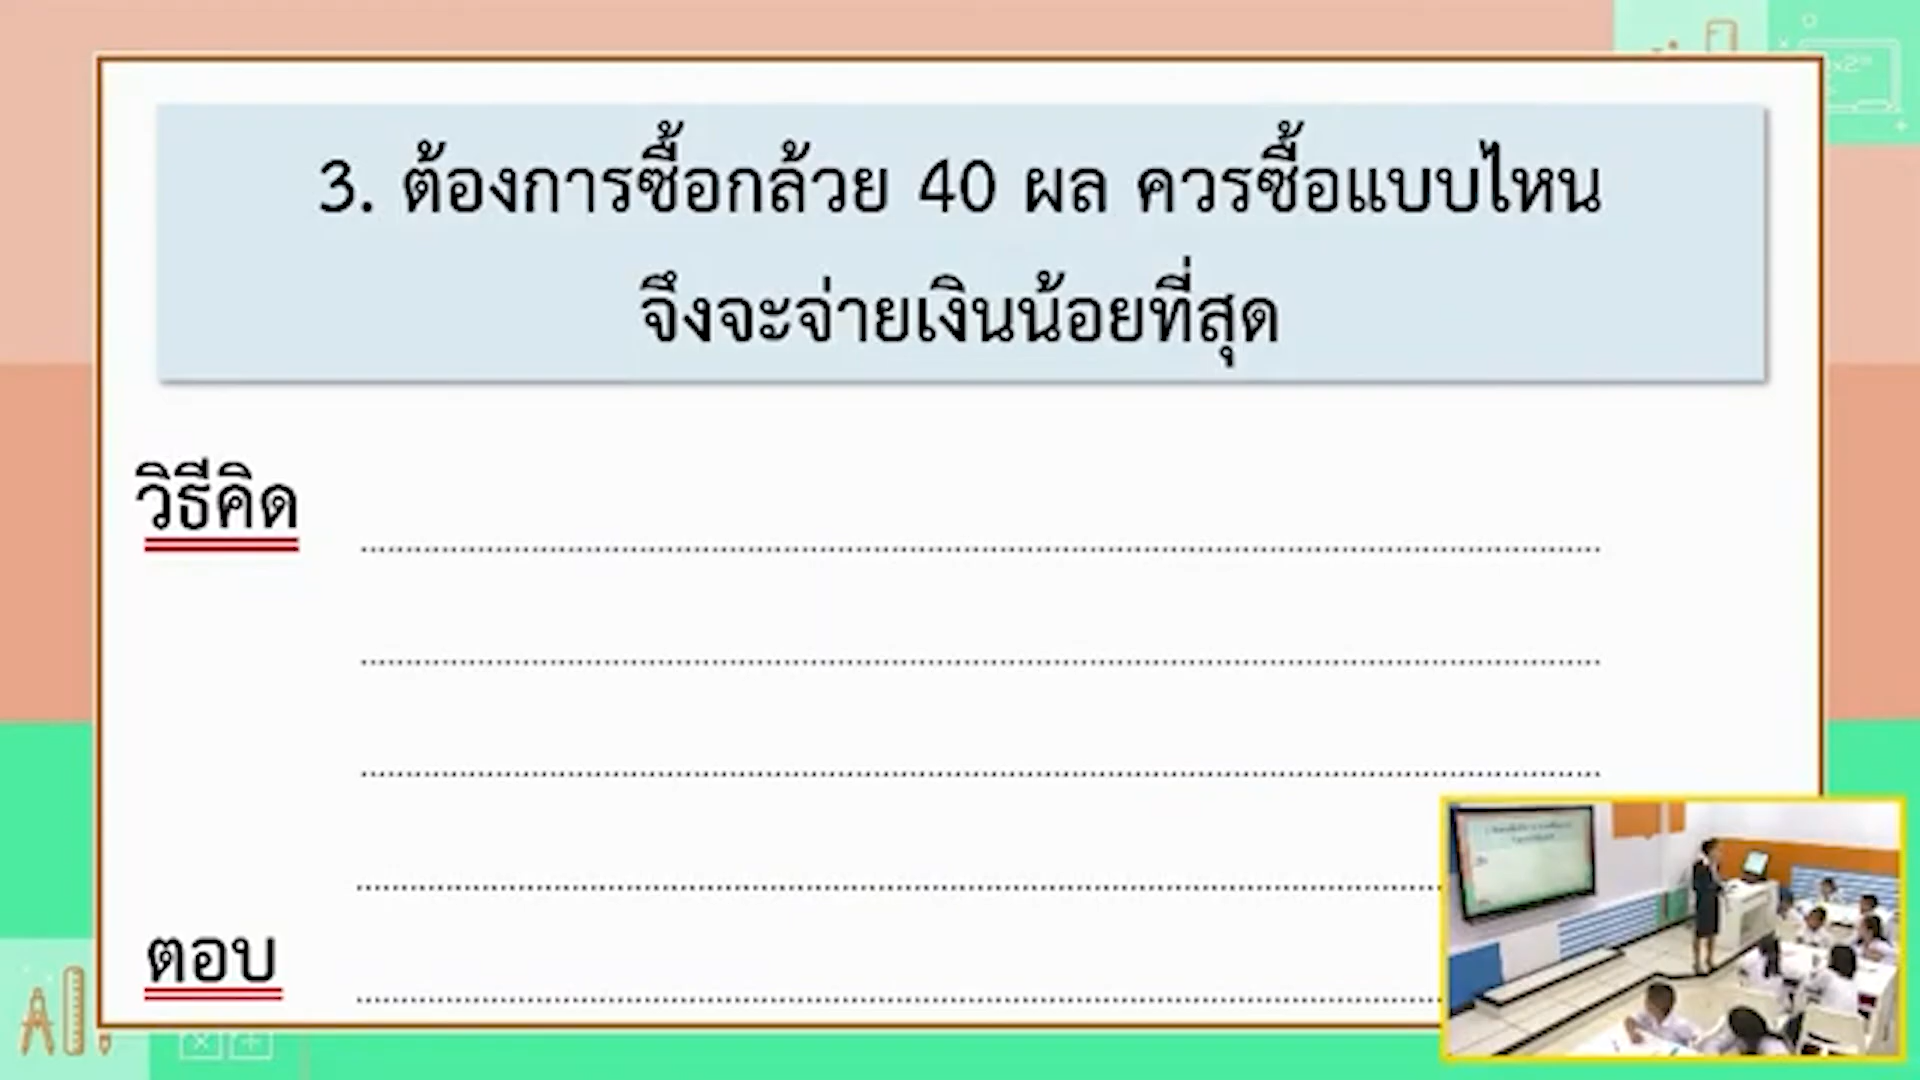 3. ต้องการซื้อกล้วย 40 ผล ควรซื้อแบบไหน
จึงจะจ่ายเงินน้อยที่สุด
วิธีคิด
ตอบ